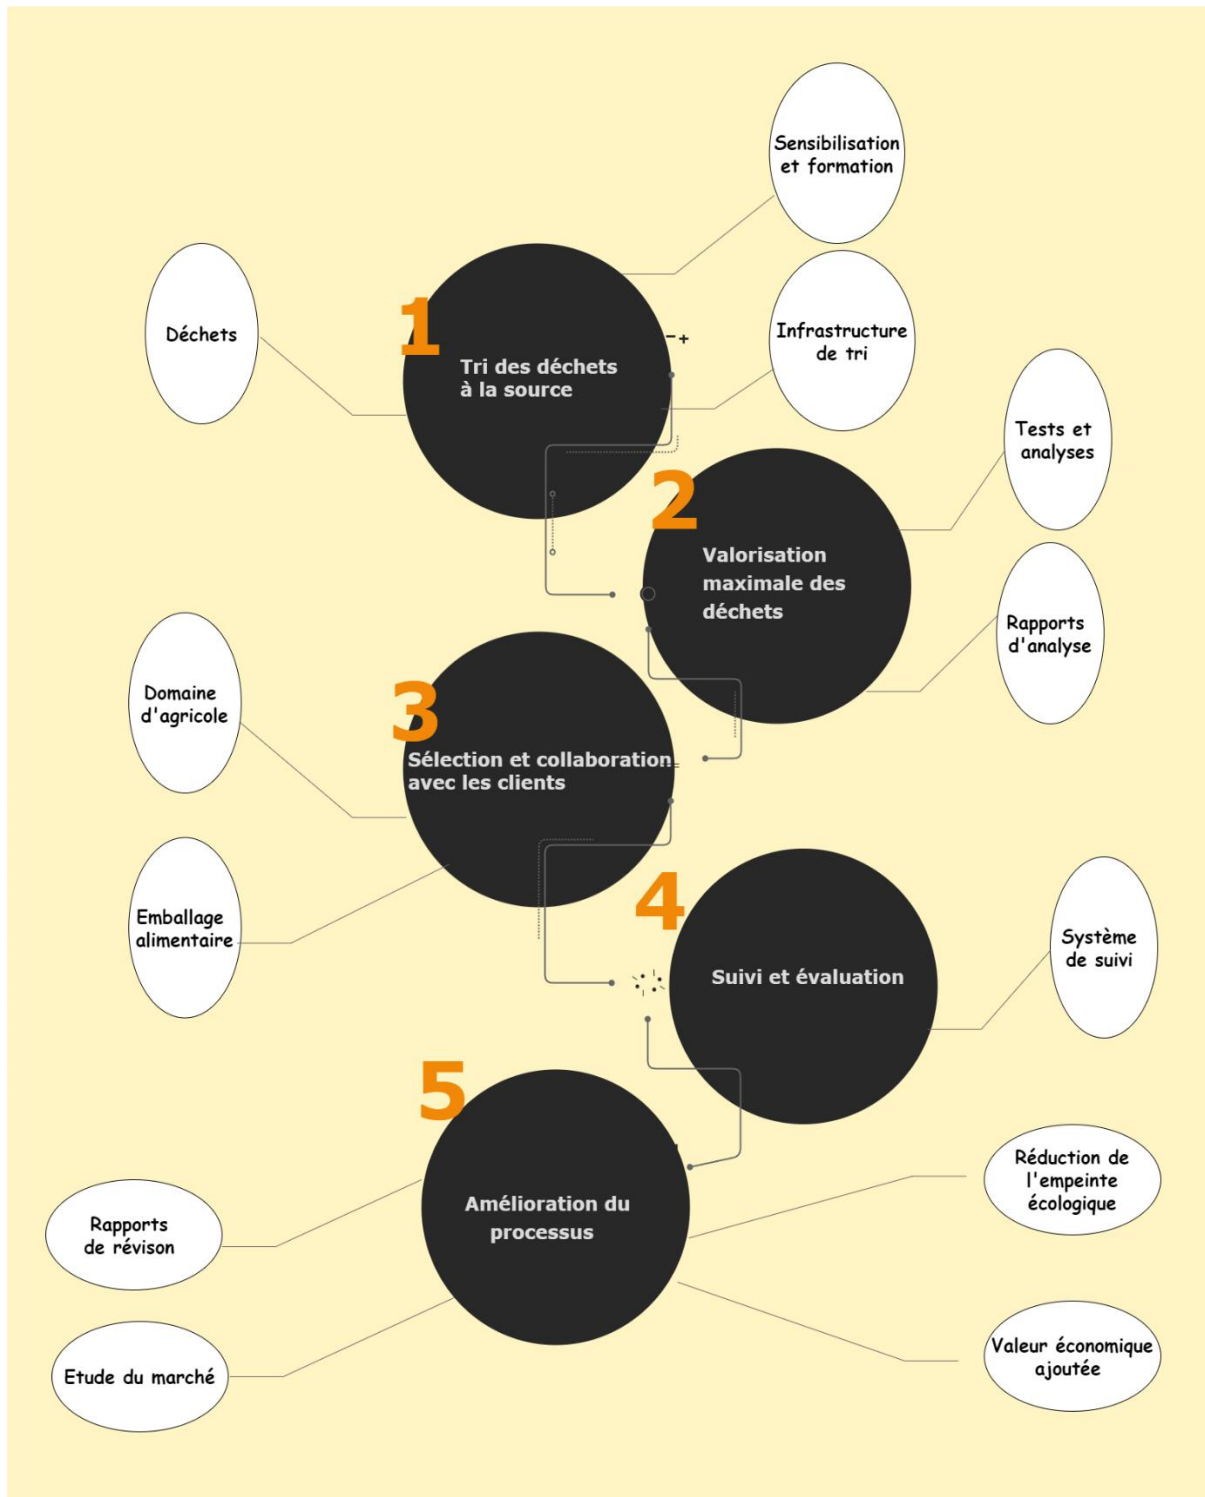 Sensibilisation
et formation
Déchets
1
Tri des déchets
à la source
Infrastructure
de tri
Tests et
analyses
2
Valorisation
maximale des
déchets
Rapports
d'analyse
Domaine
d'agricole
3
Sélection et collaboration
avec les clients
Emballage
alimentaire
4
Suivi et évaluation
Système
de suivi
5
Amélioration du
processus
Réduction de
l'empeinte
écologique
Rapports
de révison
Etude du marché
Valeur économique
ajoutée